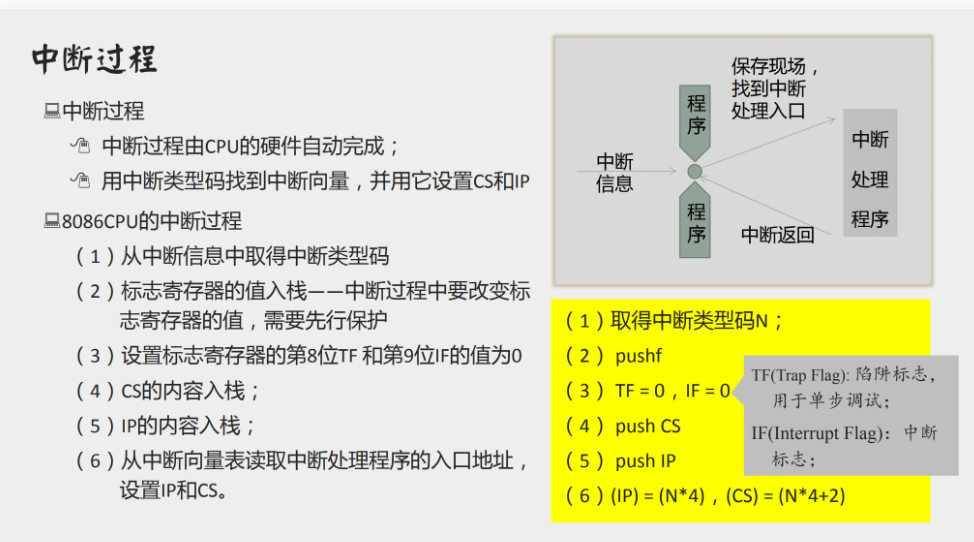 中断过程
中断过程
中断过程由CPU的硬件自动完成；
用中断类型码找到中断向量，并用它设置CS和IP
8086CPU的中断过程
（1）从中断信息中取得中断类型码
（2）标志寄存器的值入栈——中断过程中要改变标
志寄存器的值，需要先行保护
（3）设置标志寄存器的第8位TF 和第9位IF的值为0
（4）CS的内容入栈；
（5）IP的内容入栈；
（6）从中断向量表读取中断处理程序的入口地址，
设置IP和CS。
保存现场，
找到中断
处理入口
程
序
中断
信息
程
序
中断返回
中断
处理
程序
（1）取得中断类型码N；
（2）pushf
（3）TF = 0，IF = 0
（4）push CS
（5）push IP
（6）(IP) = (N*4)，(CS) = (N*4+2)
TF(Trap Flag): 陷阱标志，
用于单步调试；
IF(Interrupt Flag)：中断
标志；